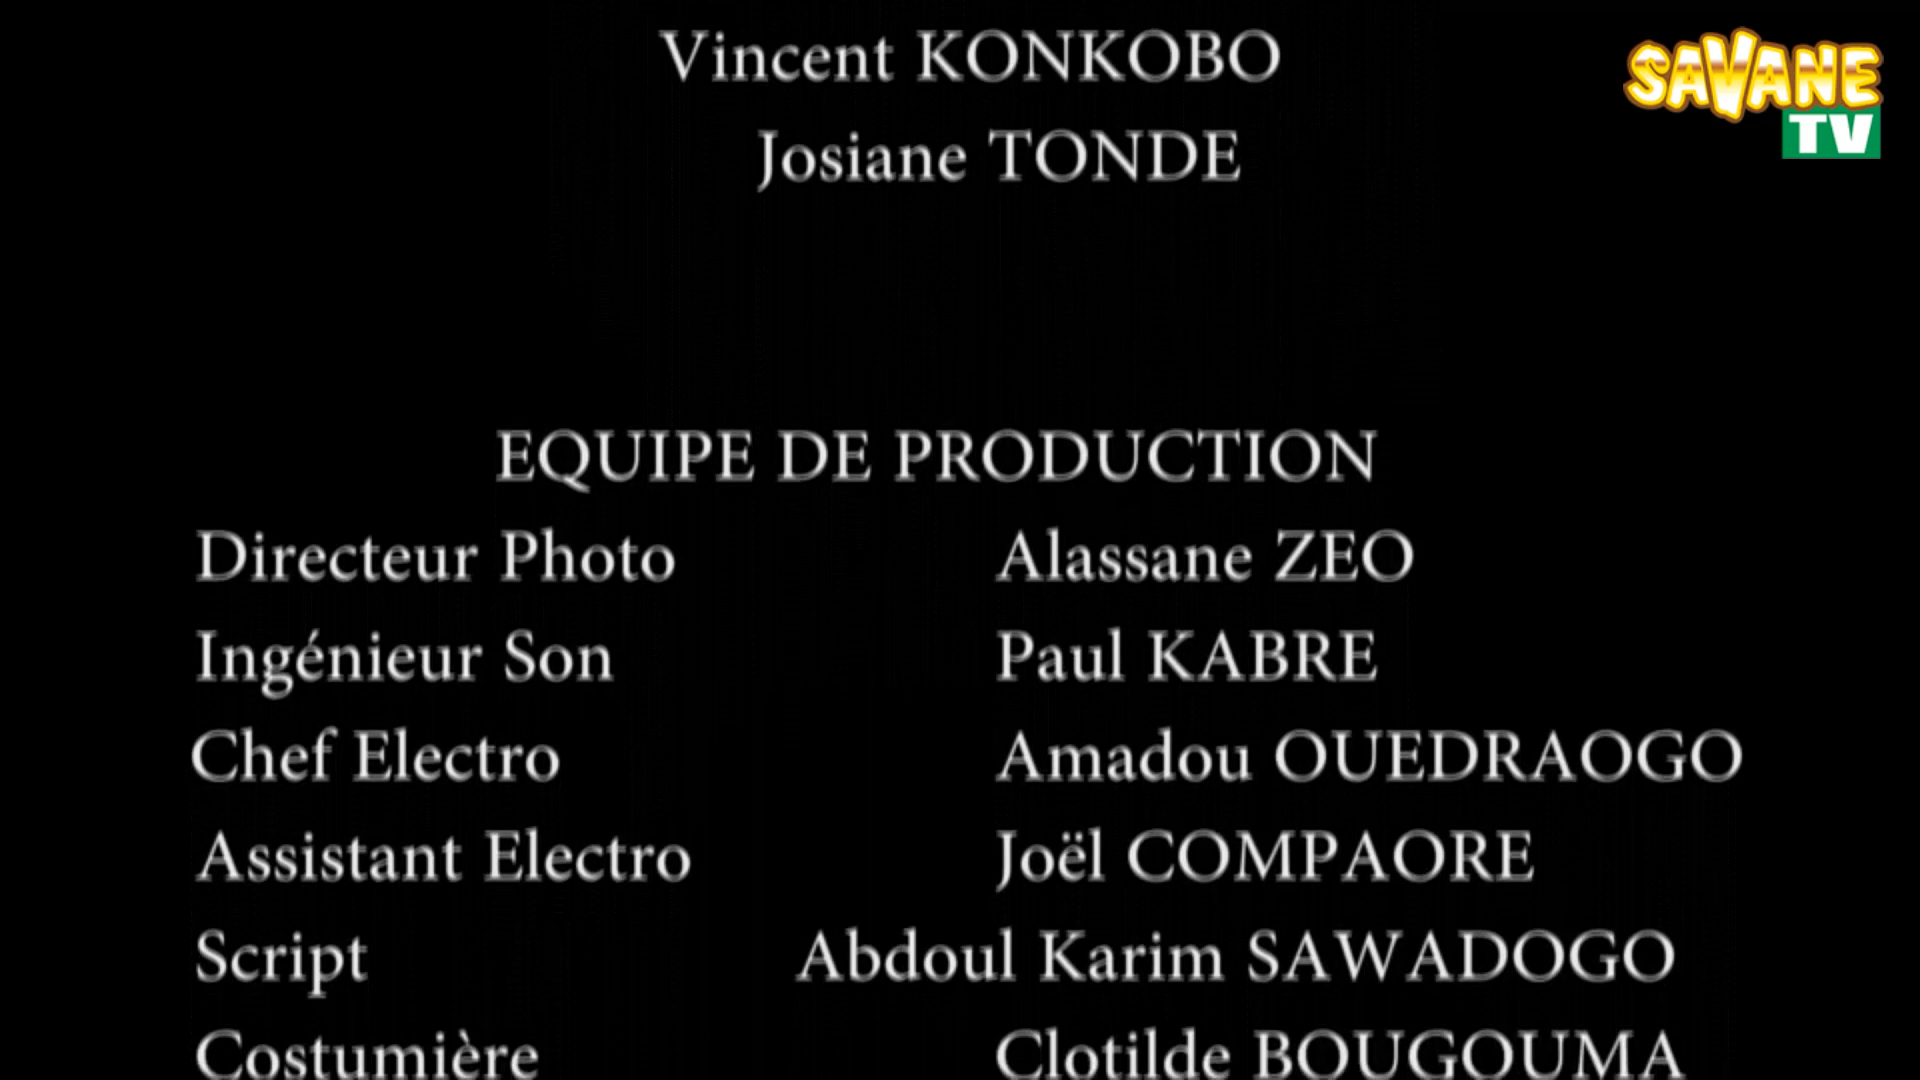 Vincent KONKOBO
SAVANE
TV
Josiane TONDE
EQUIPE DE PRODUCTION
Directeur Photo Alassane ZEO
Ingénieur Son Paul KABRE
Chef Electro Amadou OUEDRAOGO
Assistant Electro Joël COMPAORE
Script Abdoul Karim SAWADOGO
Costumière Clotilde BOUGOUMA